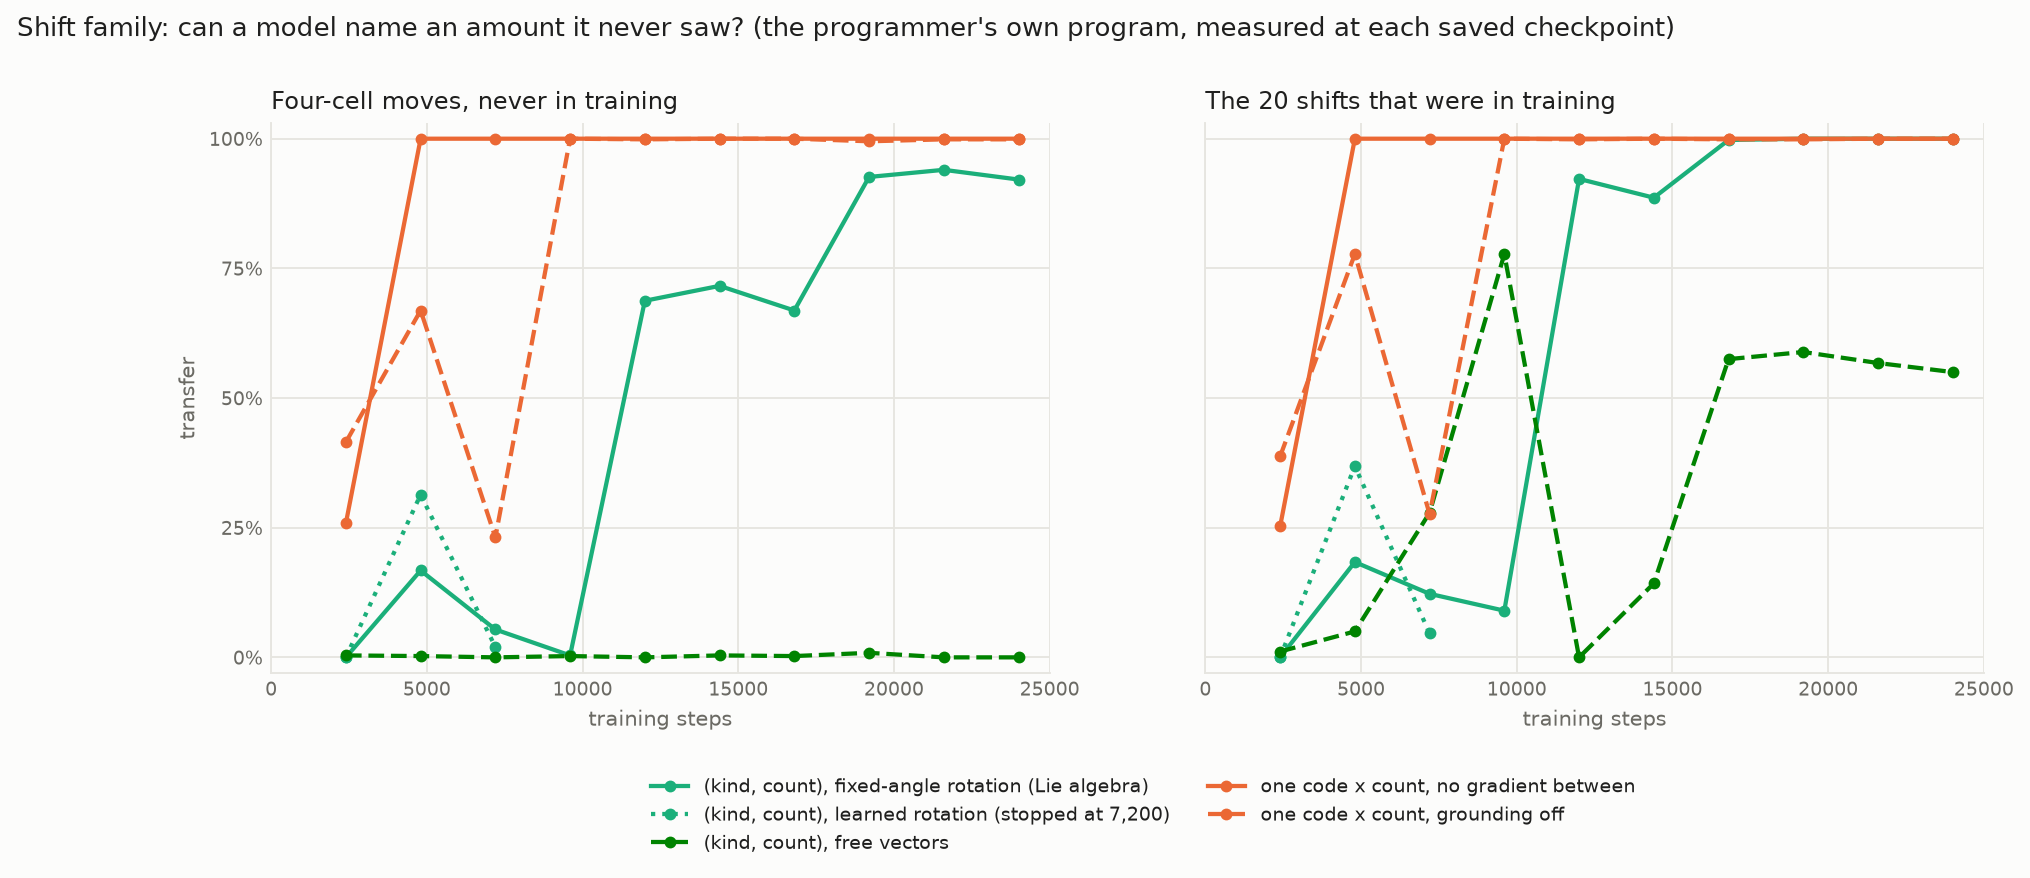 Shift family: can a model name an amount it never saw? (the programmer's own program, measured at each saved checkpoint)
Four-cell moves, never in training
The 20 shifts that were in training
transfer
100%
75%
50%
25%
0%
0 5000 10000 15000 20000 25000
0 5000 10000 15000 20000 25000
training steps
training steps
(kind, count), fixed-angle rotation (Lie algebra)
(kind, count), learned rotation (stopped at 7,200)
(kind, count), free vectors
one code x count, no gradient between
one code x count, grounding off